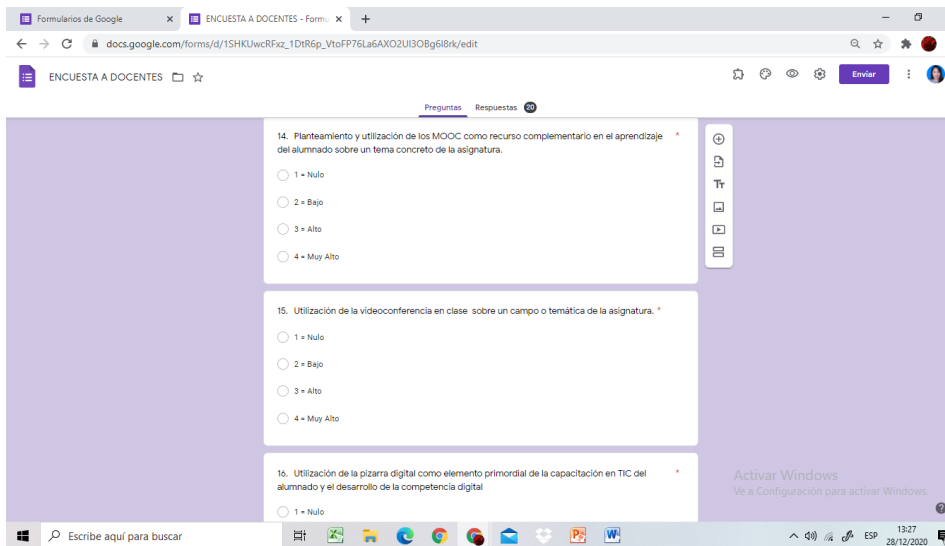 Formularios de Google
ENCUESTA A DOCENTES - Formu
docs.google.com/forms/d/1SHKUwcRFxz_1DtR6p_VtoFP76La6AXO2UI3OBg6I8rk/edit
ENCUESTA A DOCENTES
Enviar
Preguntas Respuestas 20
14. Planteamiento y utilización de los MOOC como recurso complementario en el aprendizaje *
del alumnado sobre un tema concreto de la asignatura.
1 = Nulo
2 = Bajo
3 = Alto
4 = Muy Alto
15. Utilización de la videoconferencia en clase sobre un campo o temática de la asignatura. *
1 = Nulo
2 = Bajo
3 = Alto
4 = Muy Alto
16. Utilización de la pizarra digital como elemento primordial de la capacitación en TIC del *
alumnado y el desarrollo de la competencia digital
1 = Nulo
Activar Windows
Ve a Configuración para activar Windows.
Escribe aquí para buscar
ESP
13:27
28/12/2020